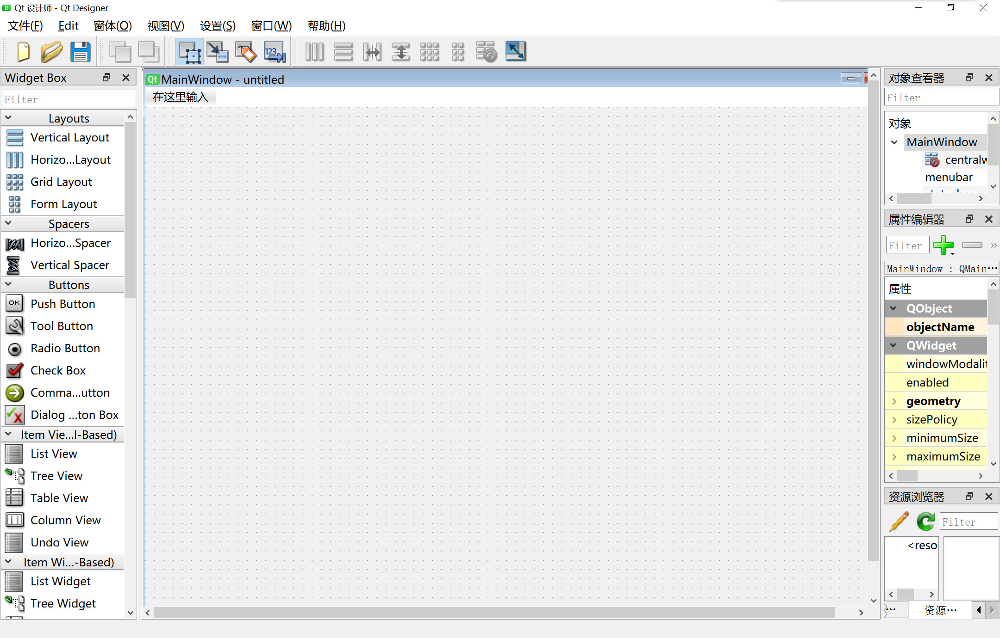 Qt 设计师 - Qt Designer
文件(F) Edit 窗体(O) 视图(V) 设置(S) 窗口(W) 帮助(H)
123
Widget Box
Filter
Layouts
Vertical Layout
Horizo...Layout
Grid Layout
Form Layout
Spacers
Horizo...Spacer
Vertical Spacer
Buttons
OK Push Button
Tool Button
Radio Button
Check Box
Comma...utton
Dialog ...ton Box
Item Vie...l-Based)
List View
Tree View
Table View
Column View
Undo View
Item Wi...-Based)
List Widget
Tree Widget
Qt MainWindow - untitled
在这里输入
对象查看器
Filter
对象
MainWindow
centralw
menubar
属性编辑器
Filter
MainWindow : QMain...
属性
QObject
objectName
QWidget
windowModalit
enabled
geometry
sizePolicy
minimumSize
maximumSize
资源浏览器
Filter
<reso
... 资源...